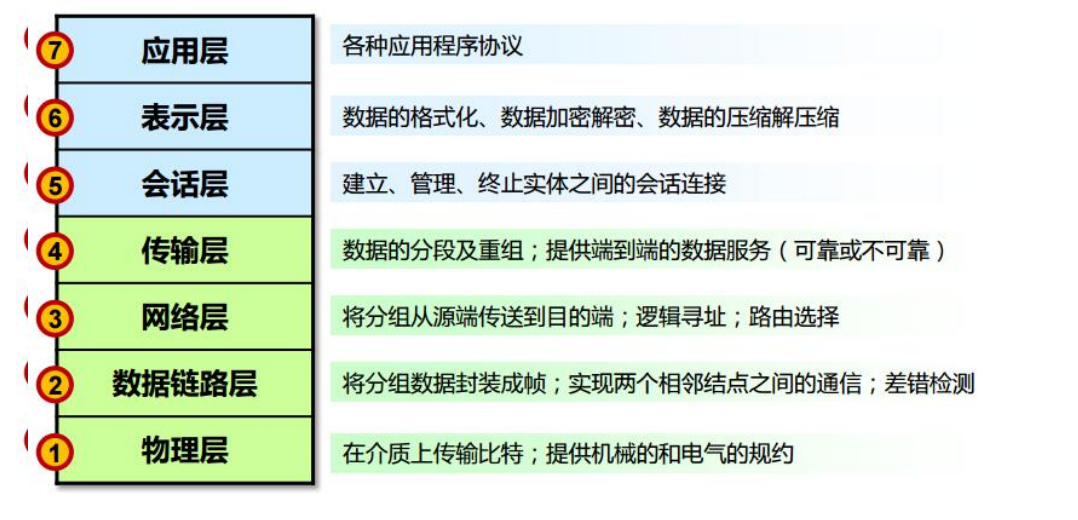 7 应用层 各种应用程序协议
6 表示层 数据的格式化、数据加密解密、数据的压缩解压缩
5 会话层 建立、管理、终止实体之间的会话连接
4 传输层 数据的分段及重组；提供端到端的数据服务（可靠或不可靠）
3 网络层 将分组从源端传送到目的端；逻辑寻址；路由选择
2 数据链路层 将分组数据封装成帧；实现两个相邻结点之间的通信；差错检测
1 物理层 在介质上传输比特；提供机械的和电气的规约